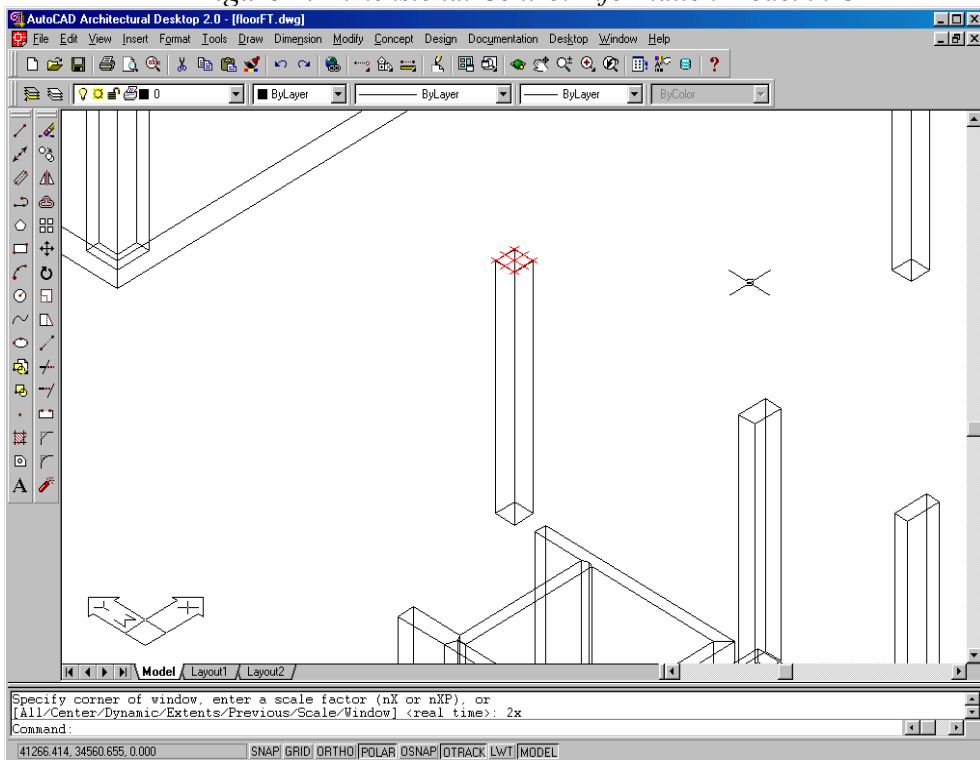 AutoCAD Architectural Desktop 2.0 - [floorFT.dwg]
File Edit View Insert Format Tools Draw Dimension Modify Concept Design Documentation Desktop Window Help
0 ByLayer ByLayer ByLayer ByColor
A
Model Layout1 Layout2
Specify corner of window, enter a scale factor (nX or nXP), or
[All/Center/Dynamic/Extents/Previous/Scale/Window] <real time>: 2x
Command:
41266.414, 34560.655, 0.000 SNAP GRID ORTHO POLAR OSNAP OTRACK LWT MODEL